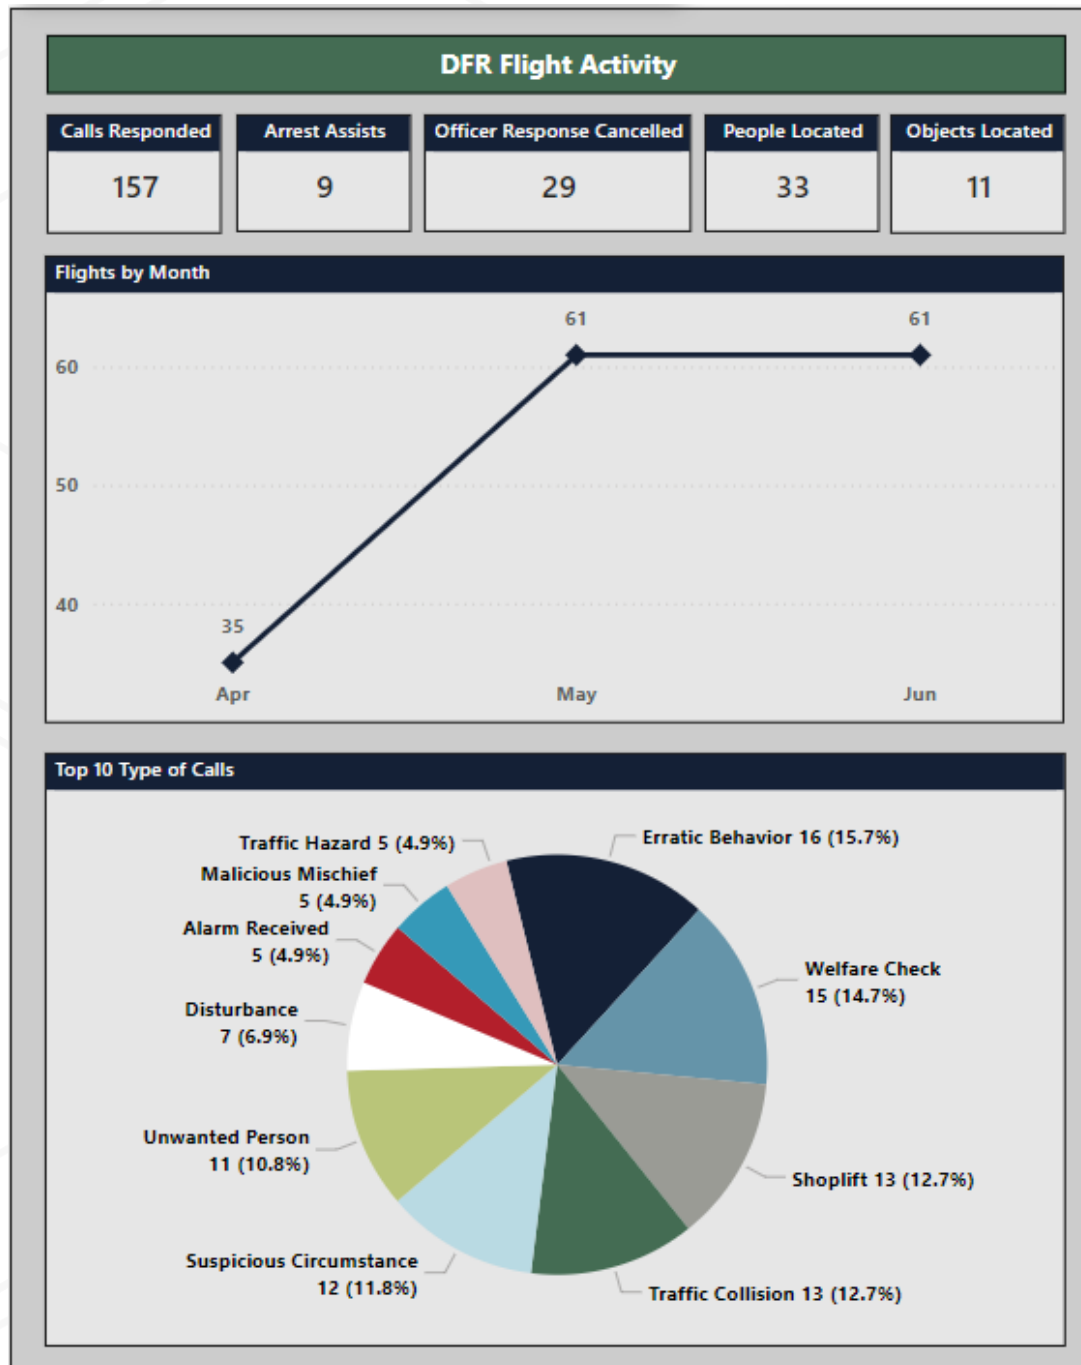 DFR Flight Activity
Calls Responded
157
Arrest Assists
9
Officer Response Cancelled
29
People Located
33
Objects Located
11
Flights by Month
60
50
40
35
61
61
Apr
May
Jun
Top 10 Type of Calls
Erratic Behavior 16 (15.7%)
Welfare Check
15 (14.7%)
Shoplift 13 (12.7%)
Traffic Collision 13 (12.7%)
Suspicious Circumstance
12 (11.8%)
Unwanted Person
11 (10.8%)
Disturbance
7 (6.9%)
Alarm Received
5 (4.9%)
Malicious Mischief
5 (4.9%)
Traffic Hazard 5 (4.9%)